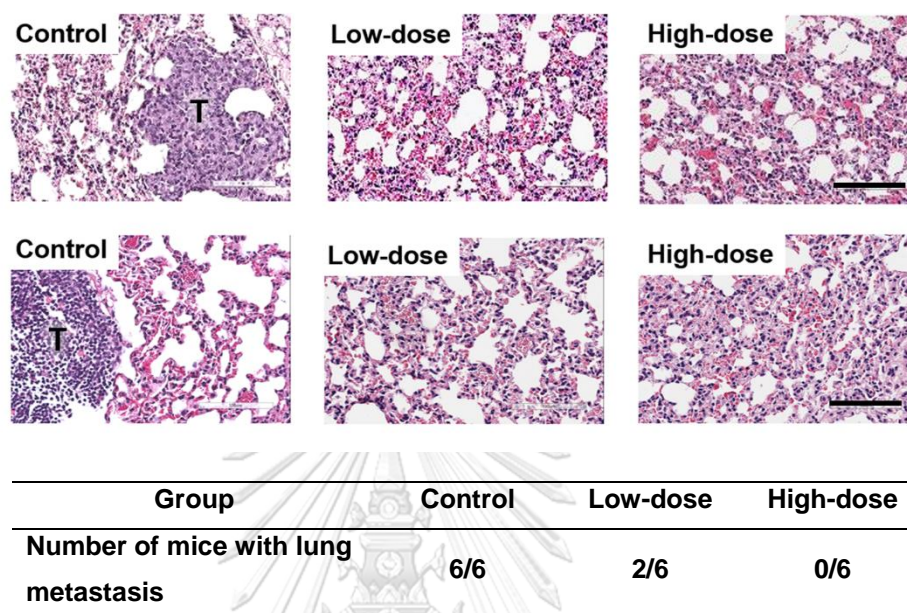 Control Low-dose High-dose
T
Control Low-dose High-dose
T
Group Control Low-dose High-dose
Number of mice with lung
metastasis 6/6 2/6 0/6